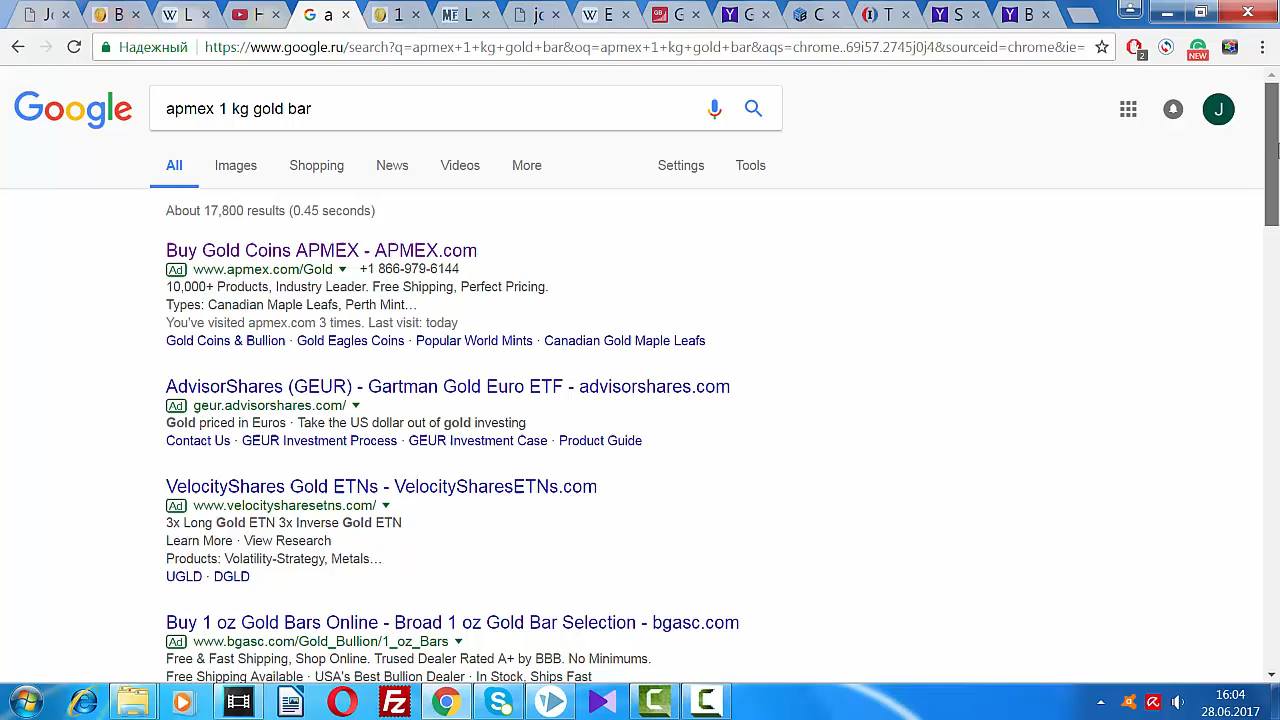 Надежный
https://www.google.ru/search?q=apmex+1+kg+gold+bar&oq=apmex+1+kg+gold+bar&aqs=chrome..69i57.2745j0j4&sourceid=chrome&ie=
2
NEW
Google
apmex 1 kg gold bar
J
All Images Shopping News Videos More Settings Tools
About 17,800 results (0.45 seconds)
Buy Gold Coins APMEX - APMEX.com
Ad www.apmex.com/Gold +1 866-979-6144
10,000+ Products, Industry Leader. Free Shipping, Perfect Pricing.
Types: Canadian Maple Leafs, Perth Mint…
You've visited apmex.com 3 times. Last visit: today
Gold Coins & Bullion · Gold Eagles Coins · Popular World Mints · Canadian Gold Maple Leafs
AdvisorShares (GEUR) - Gartman Gold Euro ETF - advisorshares.com
Ad geur.advisorshares.com/
Gold priced in Euros · Take the US dollar out of gold investing
Contact Us · GEUR Investment Process · GEUR Investment Case · Product Guide
VelocityShares Gold ETNs - VelocitySharesETNs.com
Ad www.velocitysharesetns.com/
3x Long Gold ETN 3x Inverse Gold ETN
Learn More · View Research
Products: Volatility-Strategy, Metals…
UGLD · DGLD
Buy 1 oz Gold Bars Online - Broad 1 oz Gold Bar Selection - bgasc.com
Ad www.bgasc.com/Gold_Bullion/1_oz_Bars
Free & Fast Shipping, Shop Online. Trused Dealer Rated A+ by BBB. No Minimums.
Free Shipping Available · USA's Best Bullion Dealer · In Stock, Ships Fast
16:04
28.06.2017